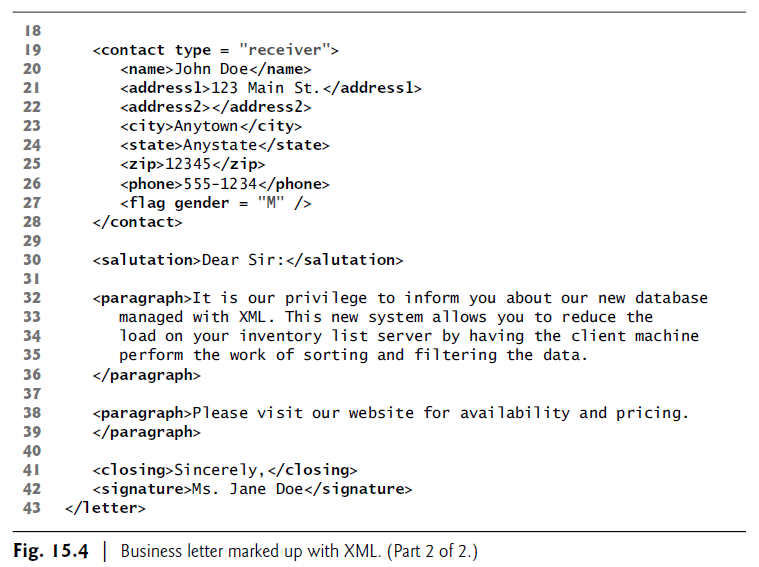 18
19 <contact type = "receiver">
20 <name>John Doe</name>
21 <address1>123 Main St.</address1>
22 <address2></address2>
23 <city>Anytown</city>
24 <state>Anystate</state>
25 <zip>12345</zip>
26 <phone>555-1234</phone>
27 <flag gender = "M" />
28 </contact>
29
30 <salutation>Dear Sir:</salutation>
31
32 <paragraph>It is our privilege to inform you about our new database
33 managed with XML. This new system allows you to reduce the
34 load on your inventory list server by having the client machine
35 perform the work of sorting and filtering the data.
36 </paragraph>
37
38 <paragraph>Please visit our website for availability and pricing.
39 </paragraph>
40
41 <closing>Sincerely,</closing>
42 <signature>Ms. Jane Doe</signature>
43 </letter>
Fig. 15.4 | Business letter marked up with XML. (Part 2 of 2.)